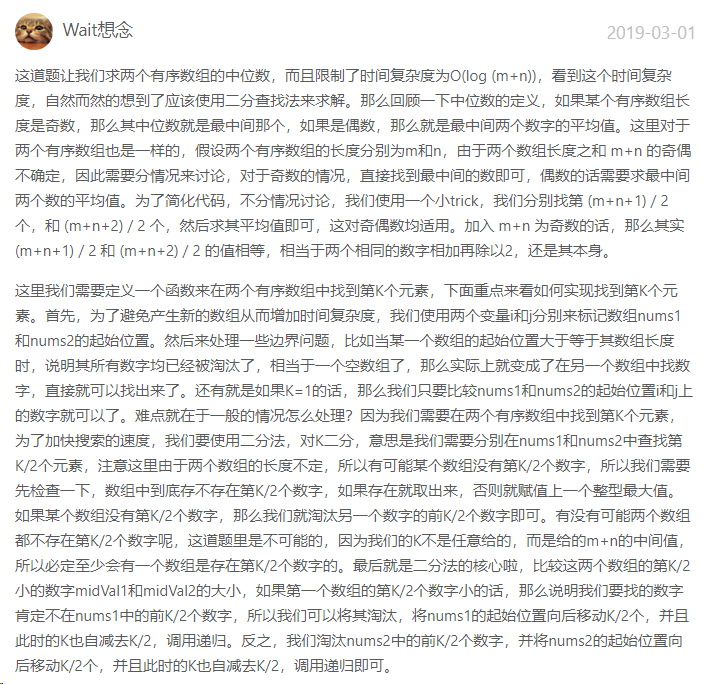 Wait想念
2019-03-01
这道题让我们求两个有序数组的中位数，而且限制了时间复杂度为O(log (m+n))，看到这个时间复杂
度，自然而然的想到了应该使用二分查找法来求解。那么回顾一下中位数的定义，如果某个有序数组长
度是奇数，那么其中位数就是最中间那个，如果是偶数，那么就是最中间两个数字的平均值。这里对于
两个有序数组也是一样的，假设两个有序数组的长度分别为m和n，由于两个数组长度之和 m+n 的奇偶
不确定，因此需要分情况来讨论，对于奇数的情况，直接找到最中间的数即可，偶数的话需要求最中间
两个数的平均值。为了简化代码，不分情况讨论，我们使用一个小trick，我们分别找第 (m+n+1) / 2
个，和 (m+n+2) / 2 个，然后求其平均值即可，这对奇偶数均适用。加入 m+n 为奇数的话，那么其实
(m+n+1) / 2 和 (m+n+2) / 2 的值相等，相当于两个相同的数字相加再除以2，还是其本身。
这里我们需要定义一个函数来在两个有序数组中找到第K个元素，下面重点来看如何实现找到第K个元
素。首先，为了避免产生新的数组从而增加时间复杂度，我们使用两个变量i和j分别来标记数组nums1
和nums2的起始位置。然后来处理一些边界问题，比如当某一个数组的起始位置大于等于其数组长度
时，说明其所有数字均已经被淘汰了，相当于一个空数组了，那么实际上就变成了在另一个数组中找数
字，直接就可以找出来了。还有就是如果K=1的话，那么我们只要比较nums1和nums2的起始位置i和j上
的数字就可以了。难点就在于一般的情况怎么处理？因为我们需要在两个有序数组中找到第K个元素，
为了加快搜索的速度，我们要使用二分法，对K二分，意思是我们需要分别在nums1和nums2中查找第
K/2个元素，注意这里由于两个数组的长度不定，所以有可能某个数组没有第K/2个数字，所以我们需要
先检查一下，数组中到底存不存在第K/2个数字，如果存在就取出来，否则就赋值上一个整型最大值。
如果某个数组没有第K/2个数字，那么我们就淘汰另一个数字的前K/2个数字即可。有没有可能两个数组
都不存在第K/2个数字呢，这道题里是不可能的，因为我们的K不是任意给的，而是给的m+n的中间值，
所以必定至少会有一个数组是存在第K/2个数字的。最后就是二分法的核心啦，比较这两个数组的第K/2
小的数字midVal1和midVal2的大小，如果第一个数组的第K/2个数字小的话，那么说明我们要找的数字
肯定不在nums1中的前K/2个数字，所以我们可以将其淘汰，将nums1的起始位置向后移动K/2个，并且
此时的K也自减去K/2，调用递归。反之，我们淘汰nums2中的前K/2个数字，并将nums2的起始位置向
后移动K/2个，并且此时的K也自减去K/2，调用递归即可。